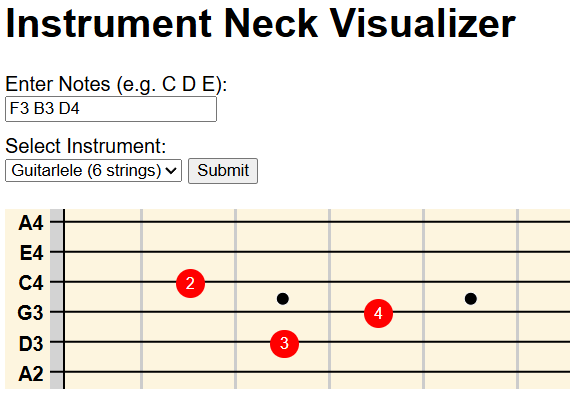 Instrument Neck Visualizer
Enter Notes (e.g. C D E):
F3 B3 D4
Select Instrument:
Guitarlele (6 strings) Submit
A4
E4
C4 2
G3 4
D3 3
A2